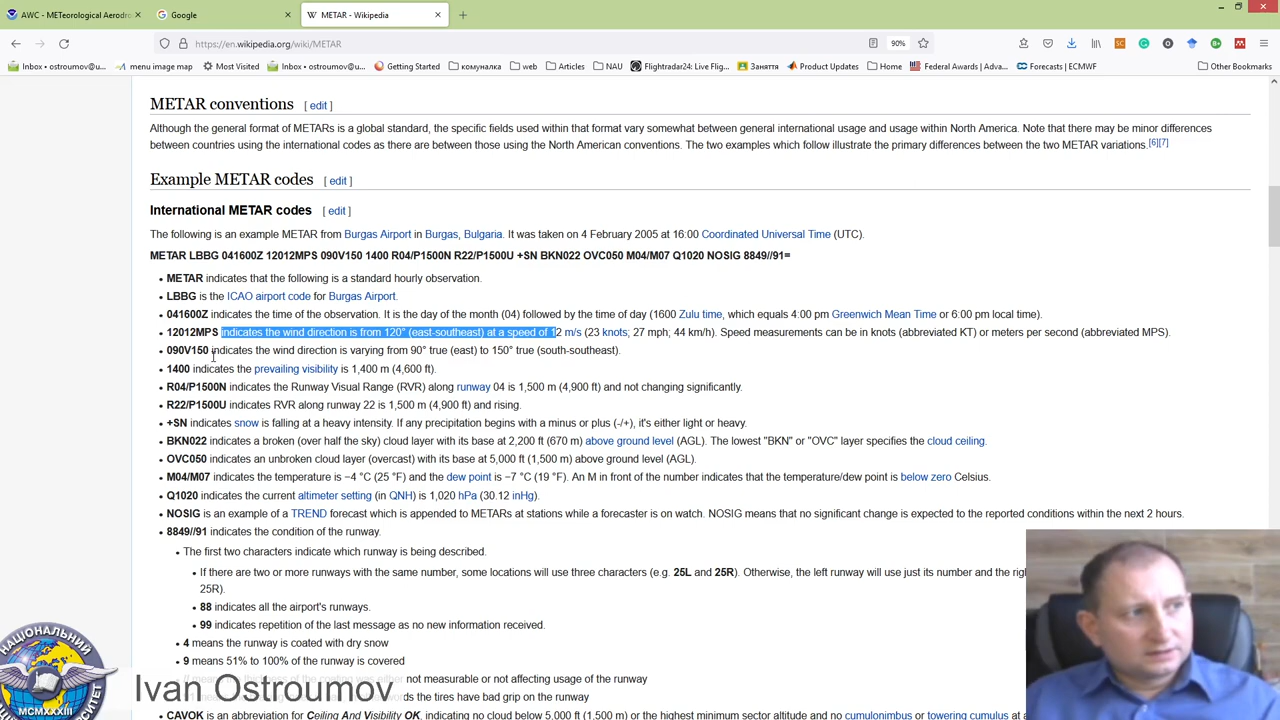 AWC - METeorological Aerodro
Google
METAR - Wikipedia
https://en.wikipedia.org/wiki/METAR
90%
Inbox • ostroumov@u...
menu image map
Most Visited
Inbox • ostroumov@u...
Getting Started
комуналка
web
Articles
NAU
Flightradar24: Live Flig...
Заняття
Product Updates
Home
Federal Awards | Adva...
Forecasts | ECMWF
Other Bookmarks
METAR conventions [ edit ]
Although the general format of METARs is a global standard, the specific fields used within that format vary somewhat between general international usage and usage within North America. Note that there may be minor differences
between countries using the international codes as there are between those using the North American conventions. The two examples which follow illustrate the primary differences between the two METAR variations.[6][7]
Example METAR codes [ edit ]
International METAR codes [ edit ]
The following is an example METAR from Burgas Airport in Burgas, Bulgaria. It was taken on 4 February 2005 at 16:00 Coordinated Universal Time (UTC).
METAR LBBG 041600Z 12012MPS 090V150 1400 R04/P1500N R22/P1500U +SN BKN022 OVC050 M04/M07 Q1020 NOSIG 8849//91=
• METAR indicates that the following is a standard hourly observation.
• LBBG is the ICAO airport code for Burgas Airport.
• 041600Z indicates the time of the observation. It is the day of the month (04) followed by the time of day (1600 Zulu time, which equals 4:00 pm Greenwich Mean Time or 6:00 pm local time).
• 12012MPS indicates the wind direction is from 120° (east-southeast) at a speed of 12 m/s (23 knots; 27 mph; 44 km/h). Speed measurements can be in knots (abbreviated KT) or meters per second (abbreviated MPS).
• 090V150 indicates the wind direction is varying from 90° true (east) to 150° true (south-southeast).
• 1400 indicates the prevailing visibility is 1,400 m (4,600 ft).
• R04/P1500N indicates the Runway Visual Range (RVR) along runway 04 is 1,500 m (4,900 ft) and not changing significantly.
• R22/P1500U indicates RVR along runway 22 is 1,500 m (4,900 ft) and rising.
• +SN indicates snow is falling at a heavy intensity. If any precipitation begins with a minus or plus (-/+), it's either light or heavy.
• BKN022 indicates a broken (over half the sky) cloud layer with its base at 2,200 ft (670 m) above ground level (AGL). The lowest "BKN" or "OVC" layer specifies the cloud ceiling.
• OVC050 indicates an unbroken cloud layer (overcast) with its base at 5,000 ft (1,500 m) above ground level (AGL).
• M04/M07 indicates the temperature is −4 °C (25 °F) and the dew point is −7 °C (19 °F). An M in front of the number indicates that the temperature/dew point is below zero Celsius.
• Q1020 indicates the current altimeter setting (in QNH) is 1,020 hPa (30.12 inHg).
• NOSIG is an example of a TREND forecast which is appended to METARs at stations while a forecaster is on watch. NOSIG means that no significant change is expected to the reported conditions within the next 2 hours.
• 8849//91 indicates the condition of the runway.
• The first two characters indicate which runway is being described.
• If there are two or more runways with the same number, some locations will use three characters (e.g. 25L and 25R). Otherwise, the left runway will use just its number and the rig
25R).
• 88 indicates all the airport's runways.
• 99 indicates repetition of the last message as no new information received.
• 4 means the runway is coated with dry snow
• 9 means 51% to 100% of the runway is covered
not measurable or not affecting usage of the runway
the tires have bad grip on the runway
CAVOK is an abbreviation for Ceiling And Visibility OK, indicating no cloud below 5,000 ft (1,500 m) or the highest minimum sector altitude and no cumulonimbus or towering cumulus at a
НАЦІОНАЛЬНИЙ
MCMXXXIII
Ivan Ostroumov